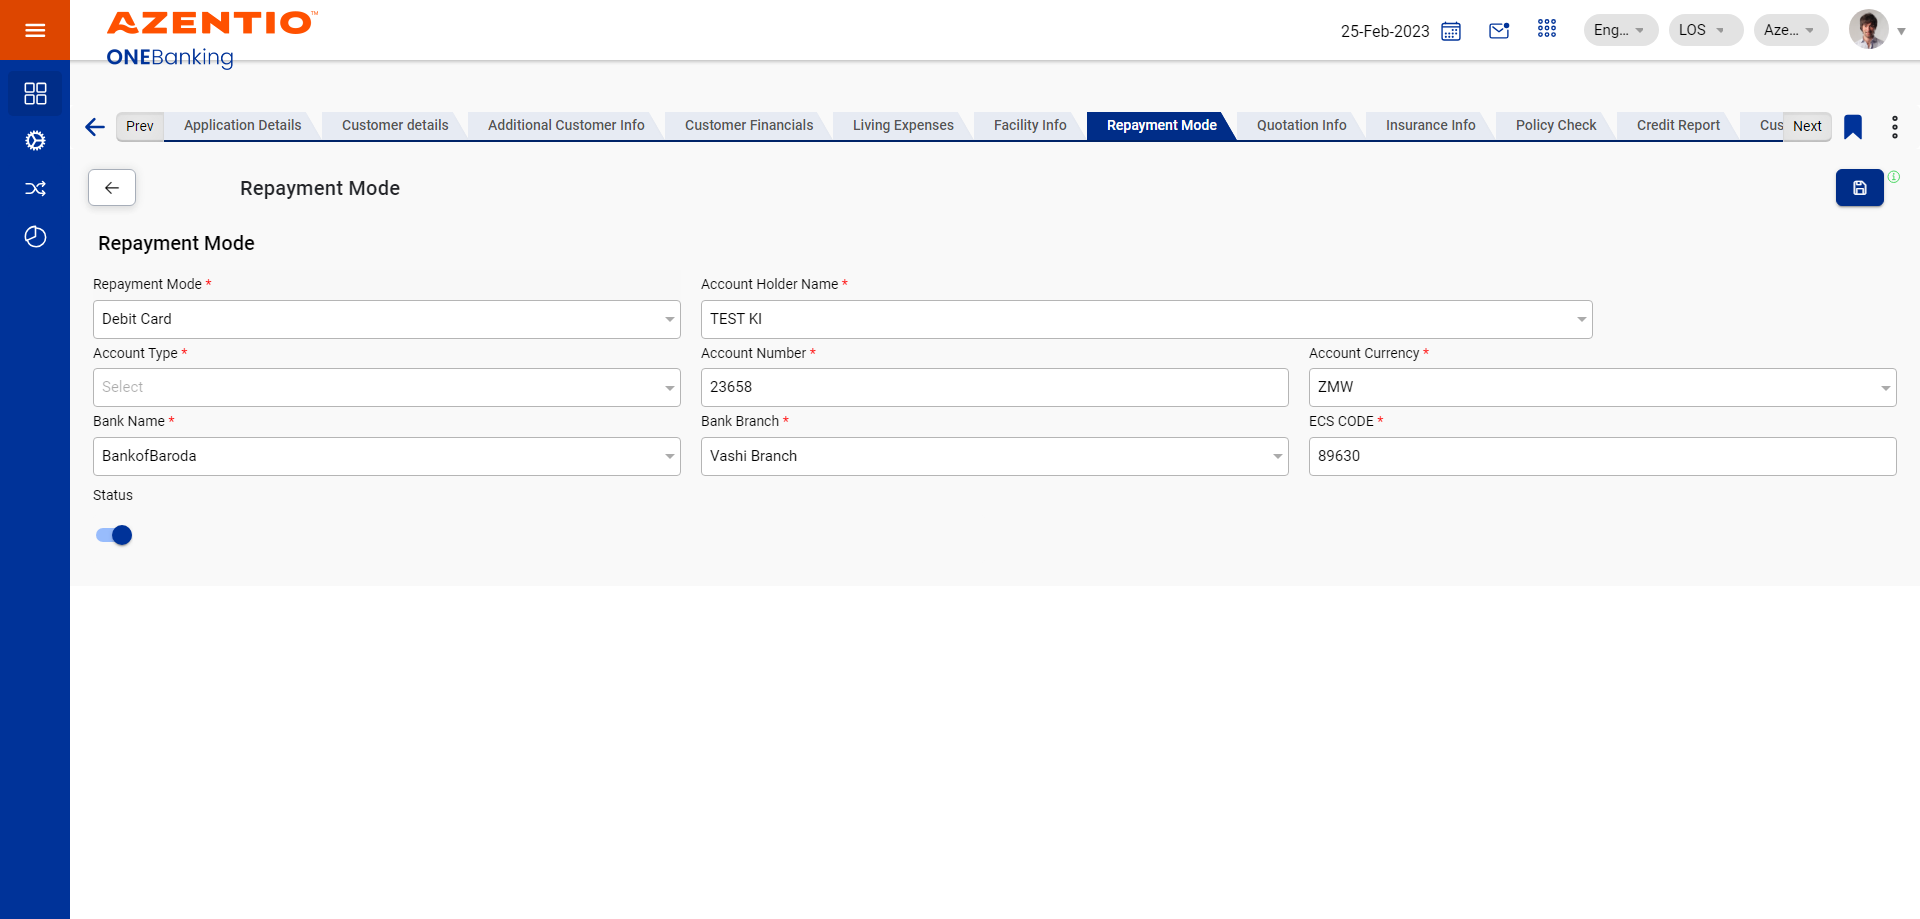 AZENTIO™
ONEBanking
25-Feb-2023
Eng...
LOS
Aze...
Prev
Application Details
Customer details
Additional Customer Info
Customer Financials
Living Expenses
Facility Info
Repayment Mode
Quotation Info
Insurance Info
Policy Check
Credit Report
Cus
Next
Repayment Mode
Repayment Mode
Repayment Mode *
Account Holder Name *
Debit Card
TEST KI
Account Type *
Account Number *
Account Currency *
Select
23658
ZMW
Bank Name *
Bank Branch *
ECS CODE *
BankofBaroda
Vashi Branch
89630
Status